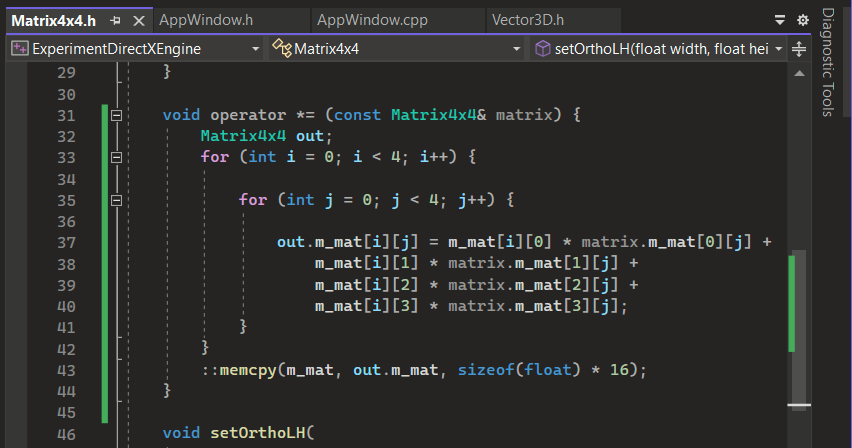 Matrix4x4.h AppWindow.h AppWindow.cpp Vector3D.h
ExperimentDirectXEngine Matrix4x4 setOrthoLH(float width, float hei
Diagnostic Tools
29 }
30
31 void operator *= (const Matrix4x4& matrix) {
32 Matrix4x4 out;
33 for (int i = 0; i < 4; i++) {
34
35 for (int j = 0; j < 4; j++) {
36
37 out.m_mat[i][j] = m_mat[i][0] * matrix.m_mat[0][j] +
38 m_mat[i][1] * matrix.m_mat[1][j] +
39 m_mat[i][2] * matrix.m_mat[2][j] +
40 m_mat[i][3] * matrix.m_mat[3][j];
41 }
42 }
43 ::memcpy(m_mat, out.m_mat, sizeof(float) * 16);
44 }
45
46 void setOrthoLH(